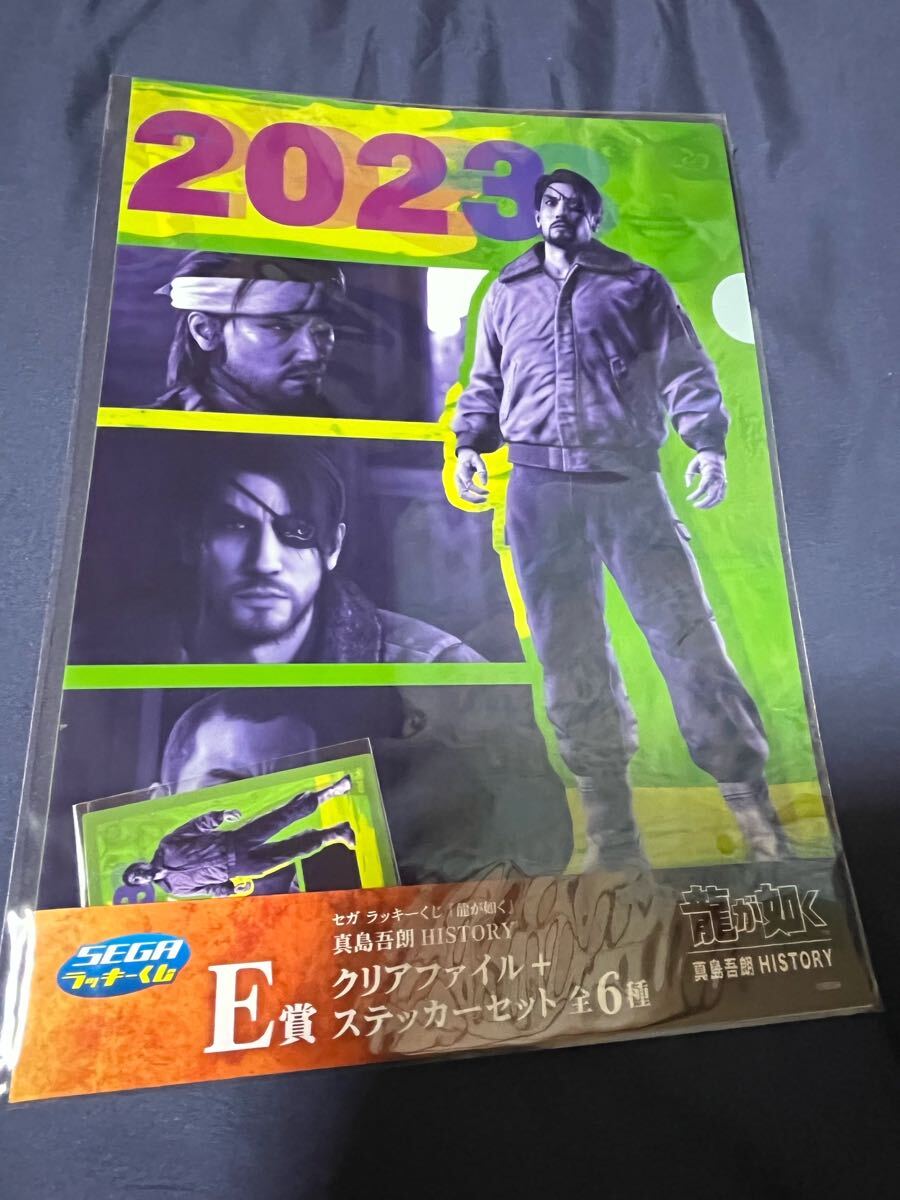 2023
セガ ラッキーくじ 「龍が如く」
真島吾朗 HISTORY
SEGA
ラッキーくじ
E賞
クリアファイル+
ステッカーセット 全6種
龍が如く
真島吾朗 HISTORY